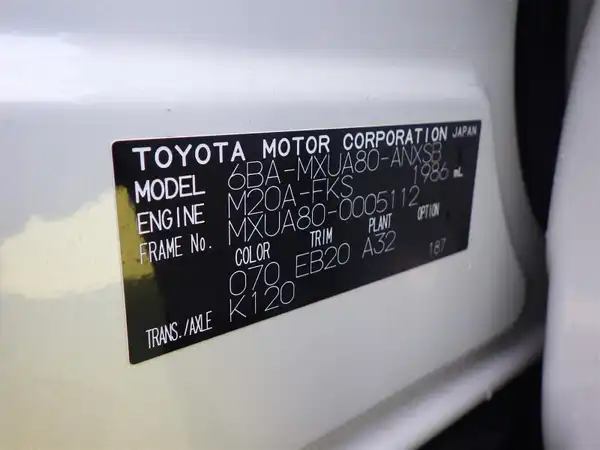 TOYOTA MOTOR CORPORATION JAPAN
MODEL 6BA-MXUA80-ANXSB
ENGINE M20A-FKS 1986 mL
FRAME No. MXUA80-0005112
COLOR TRIM PLANT OPTION
070 EB20 A32 187
TRANS./AXLE K120